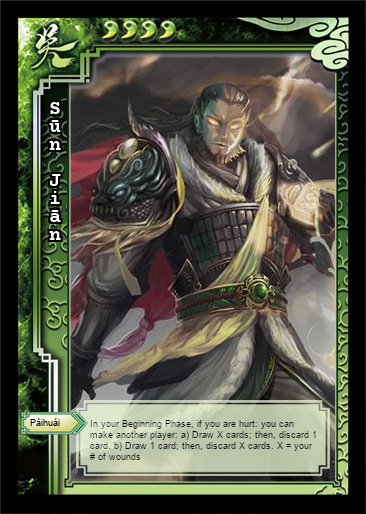 吳
Sūn Jiān
Páihuái
In your Beginning Phase, if you are hurt: you can
make another player: a) Draw X cards; then, discard 1
card. b) Draw 1 card; then, discard X cards. X = your
# of wounds